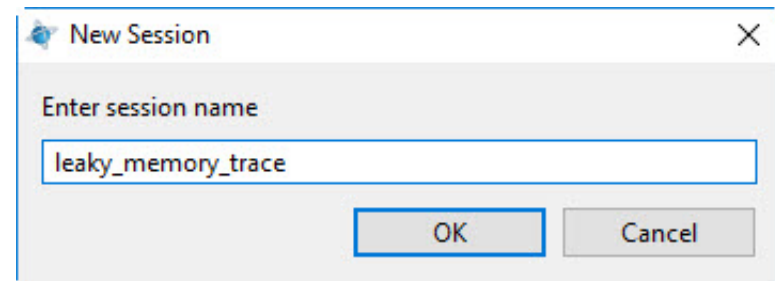 New Session
Enter session name
leaky_memory_trace
OK Cancel